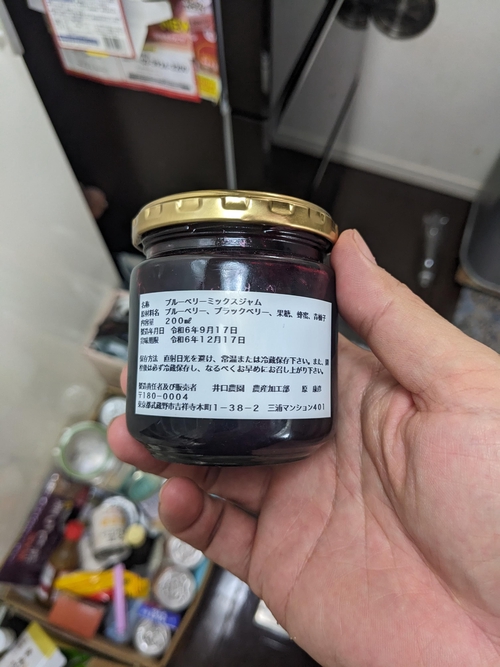 名称 ブルーベリーミックスジャム
原材料名 ブルーベリー、ブラックベリー、果糖、蜂蜜、青柚子
内容量 200㎖
製造年月日 令和6年9月17日
賞味期限 令和6年12月17日
保存方法 直射日光を避け、常温または冷蔵保存下さい。また、開
栓後は必ず冷蔵保存し、なるべくお早めにお召し上がり下さい。
製造責任者及び販売者 井口農園 農産加工部
〒180-0004
東京都武蔵野市吉祥寺本町1-38-2 三浦マンション401